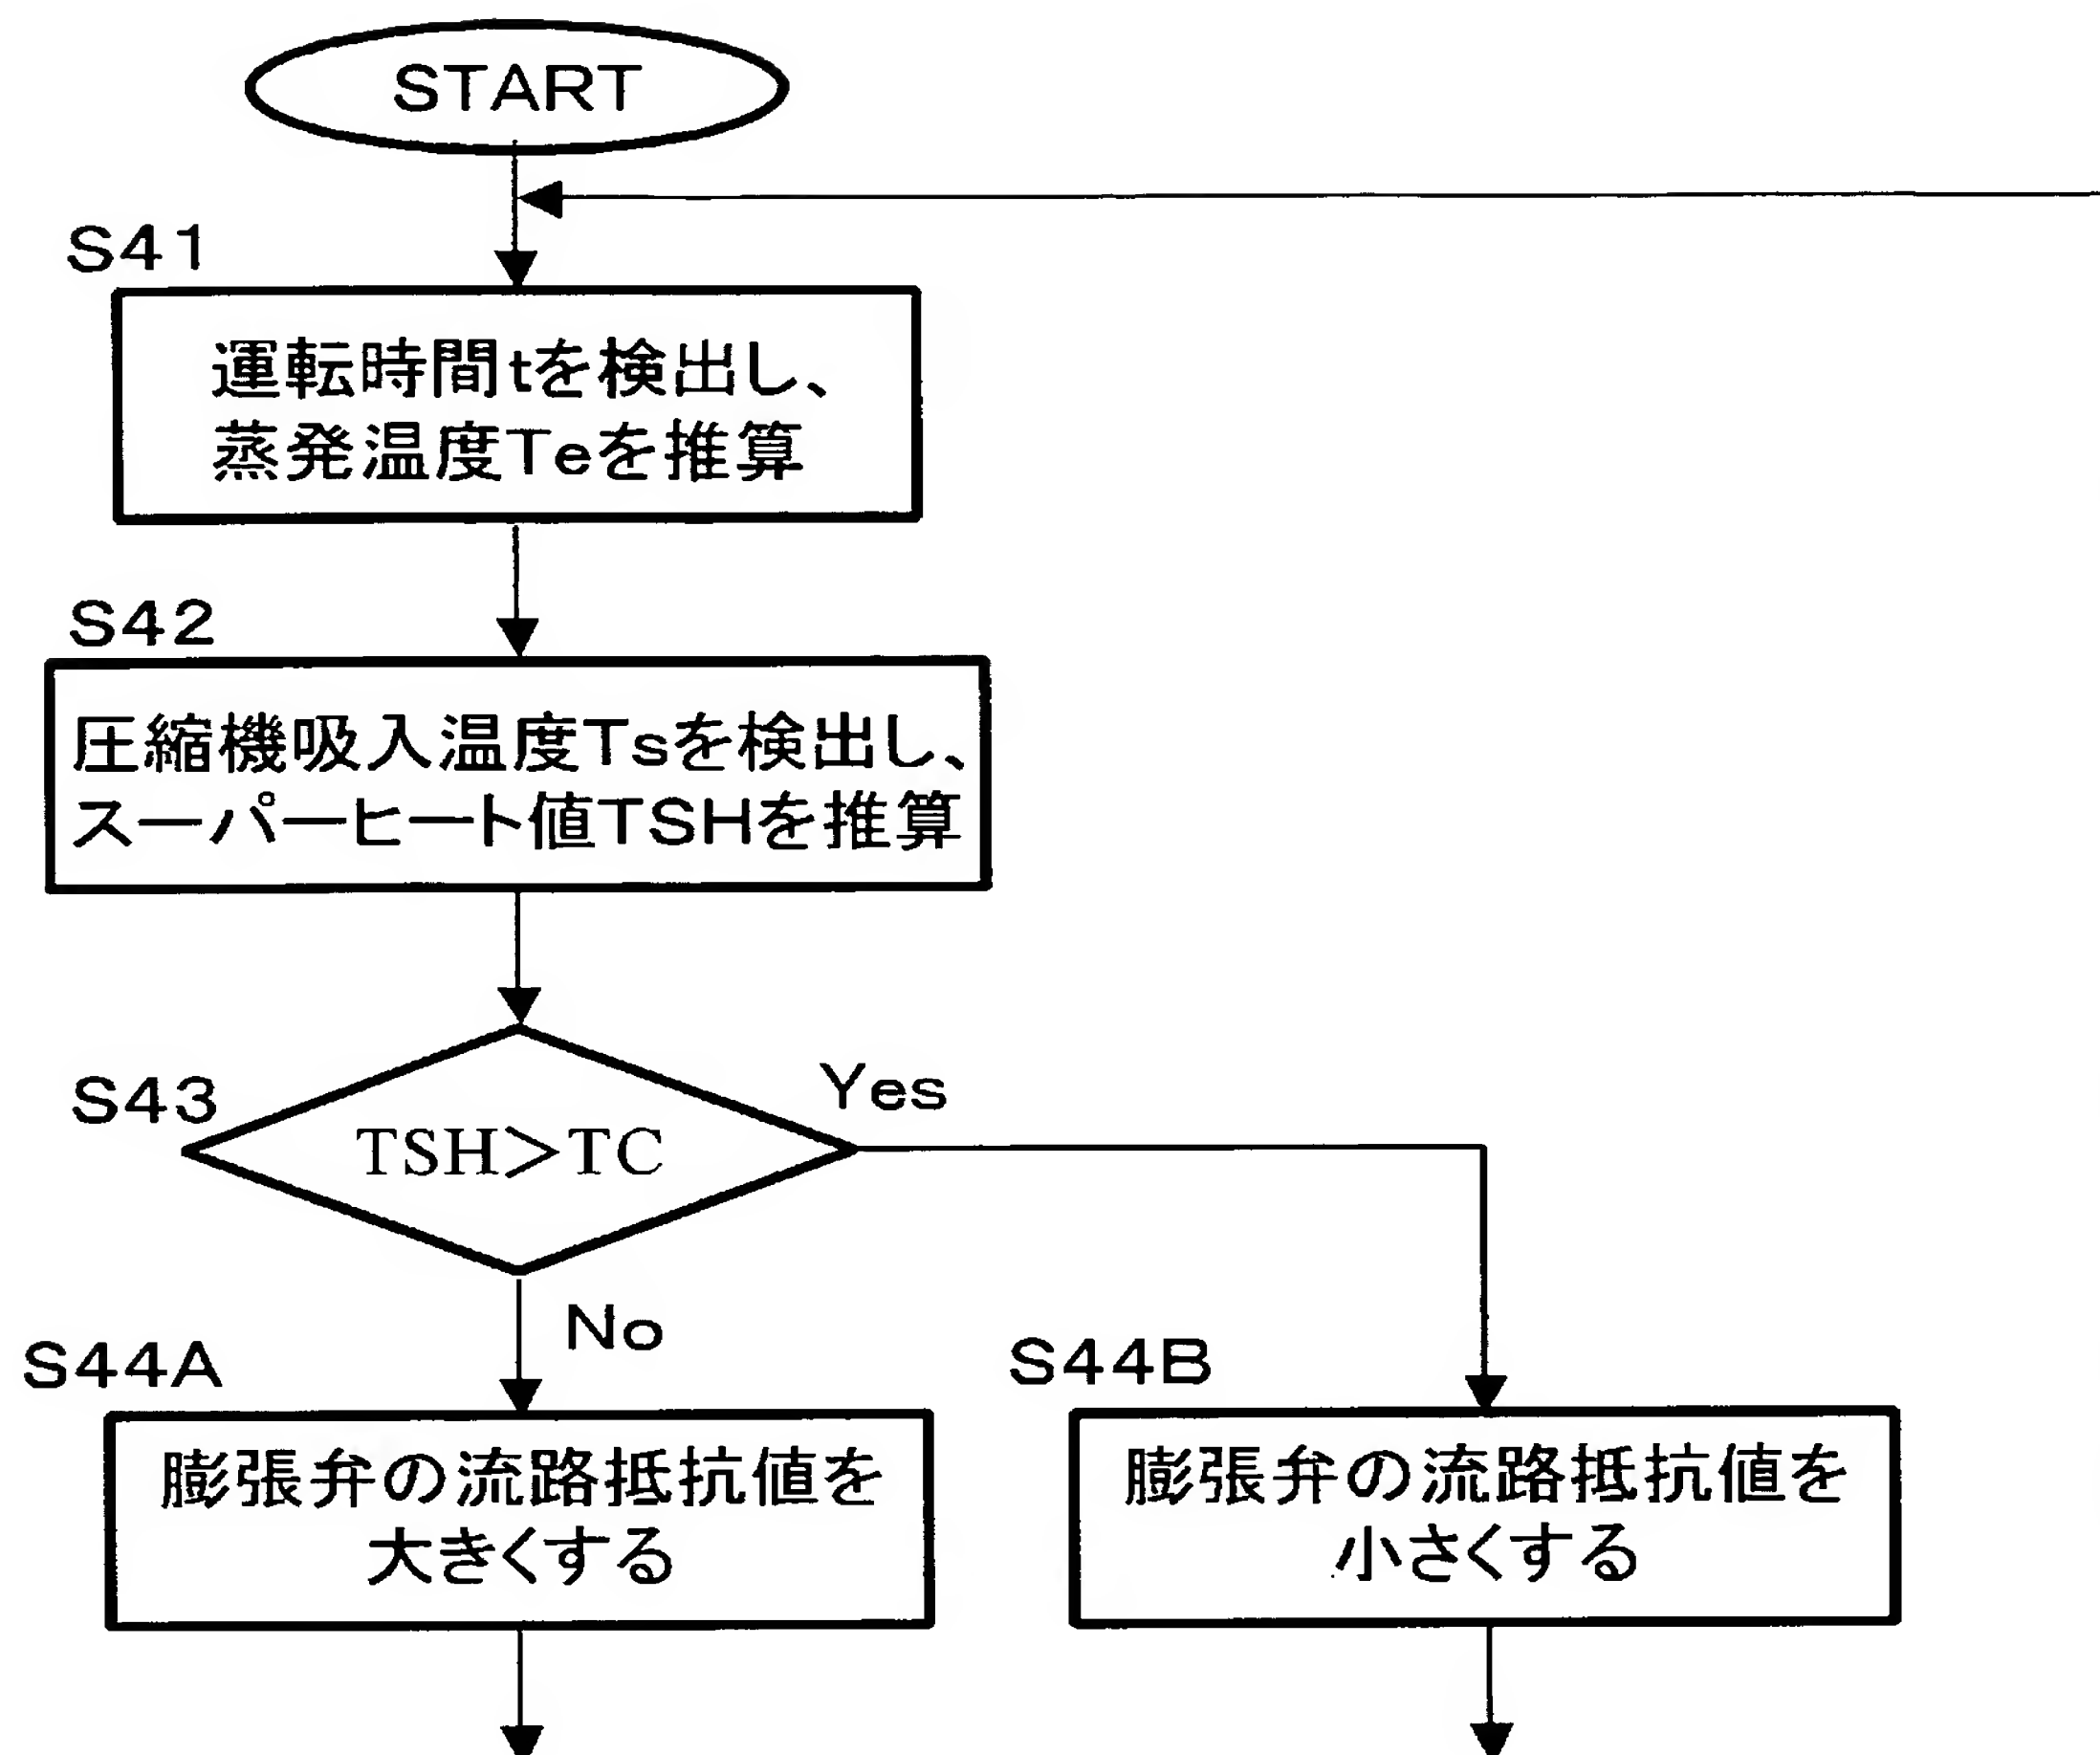 START
S41
運転時間tを検出し、
蒸発温度Teを推算
S42
圧縮機吸入温度Tsを検出し、
スーパーヒート値TSHを推算
S43
TSH＞TC
Yes
No
S44A
膨張弁の流路抵抗値を
大きくする
S44B
膨張弁の流路抵抗値を
小さくする